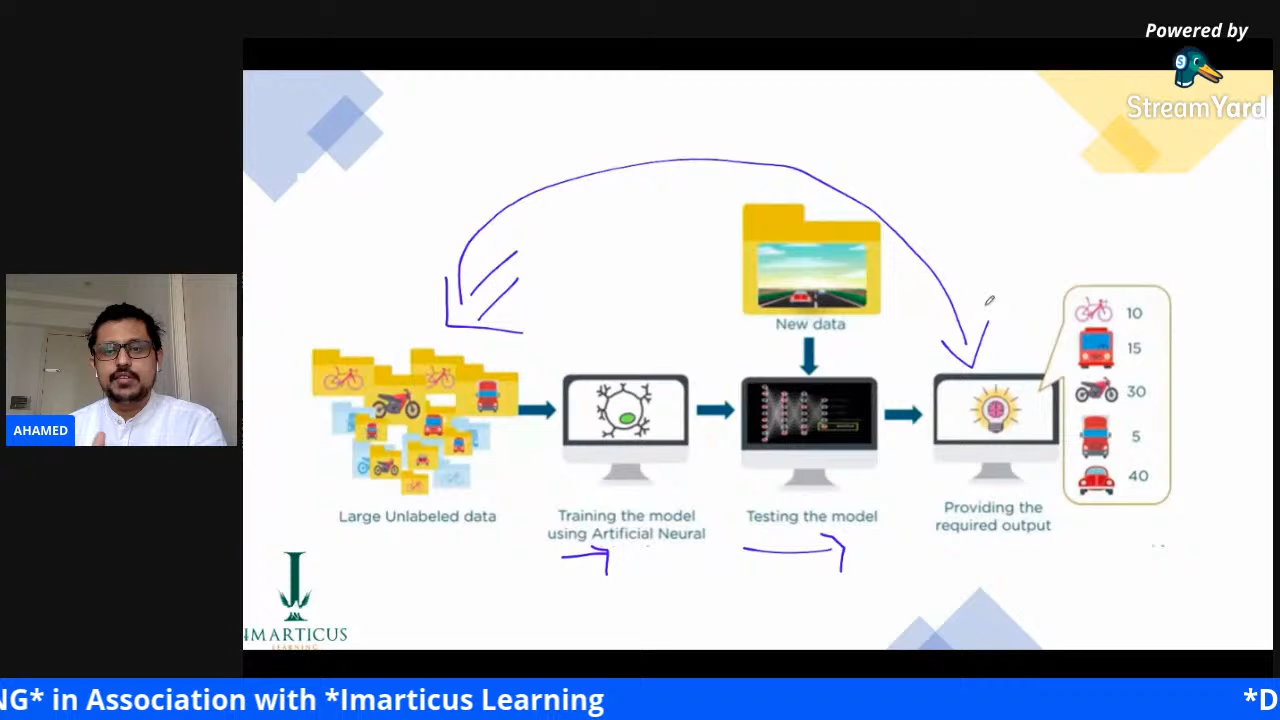 Powered by
StreamYard
New data
10
15
30
5
40
Large Unlabeled data
Training the model
using Artificial Neural
Testing the model
Providing the
required output
AHAMED
IMARTICUS
LEARNING
NG* in Association with *Imarticus Learning
*D